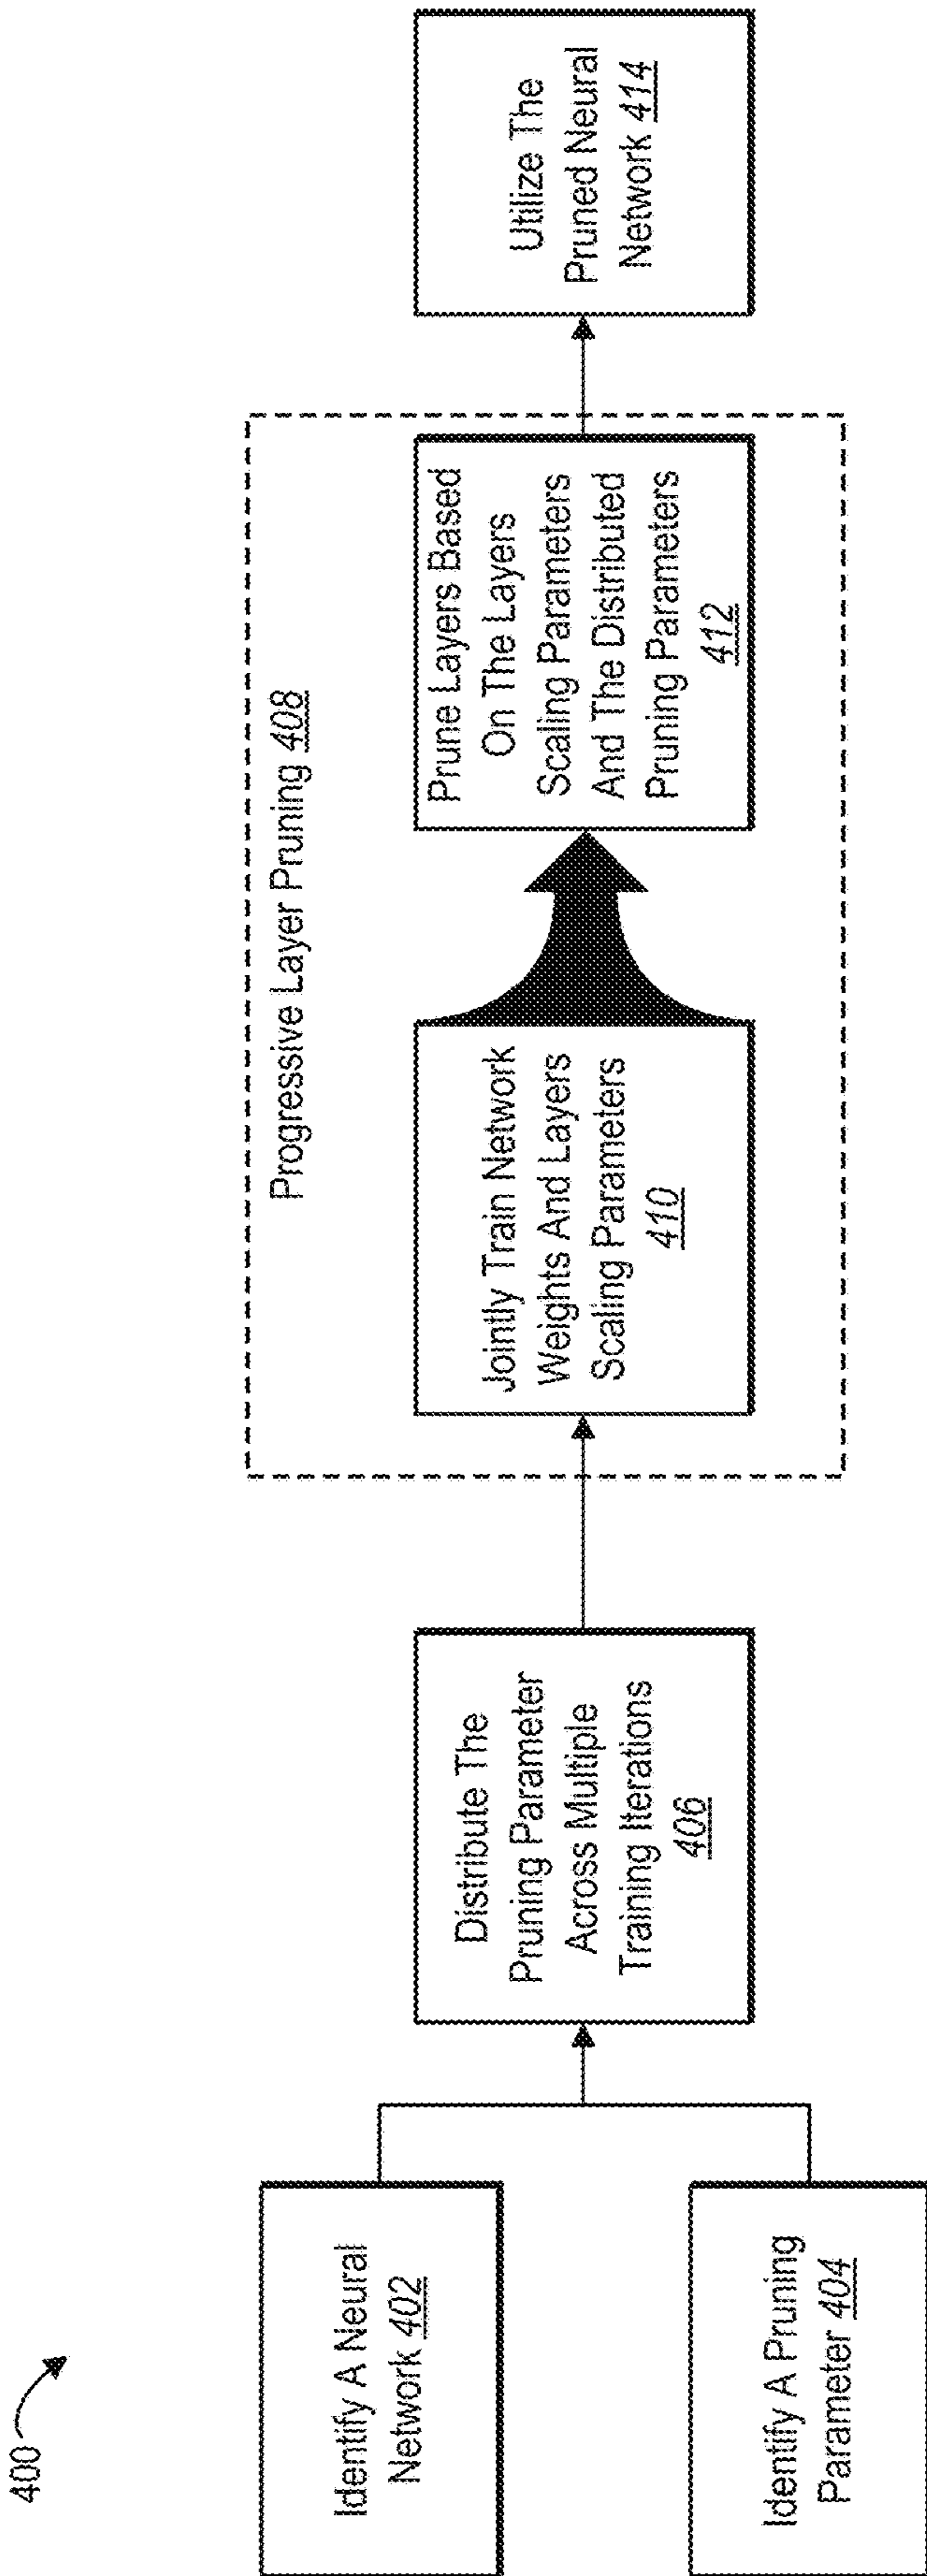 400
Identify A Neural
Network 402
Identify A Pruning
Parameter 404
Distribute The
Pruning Parameter
Across Multiple
Training Iterations
406
Progressive Layer Pruning 408
Jointly Train Network
Weights And Layers
Scaling Parameters
410
Prune Layers Based
On The Layers
Scaling Parameters
And The Distributed
Pruning Parameters
412
Utilize The
Pruned Neural
Network 414